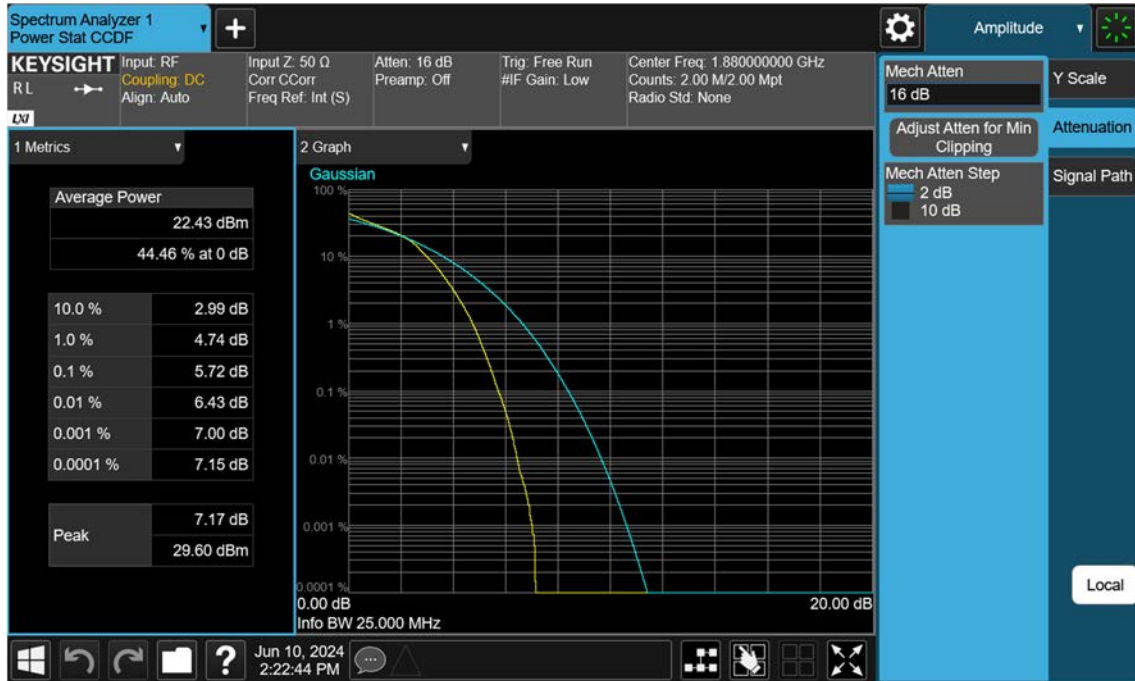 Spectrum Analyzer 1
Power Stat CCDF
Amplitude
KEYSIGHT
R L
LXI
Input: RF
Coupling: DC
Align: Auto
Input Z: 50 Ω
Corr CCorr
Freq Ref: Int (S)
Atten: 16 dB
Preamp: Off
Trig: Free Run
#IF Gain: Low
Center Freq: 1.880000000 GHz
Counts: 2.00 M/2.00 Mpt
Radio Std: None
Mech Atten
16 dB
Adjust Atten for Min
Clipping
Mech Atten Step
2 dB
10 dB
Y Scale
Attenuation
Signal Path
1 Metrics
Average Power
22.43 dBm
44.46 % at 0 dB
10.0 % 2.99 dB
1.0 % 4.74 dB
0.1 % 5.72 dB
0.01 % 6.43 dB
0.001 % 7.00 dB
0.0001 % 7.15 dB
Peak
7.17 dB
29.60 dBm
2 Graph
Gaussian
100 %
10 %
1 %
0.1 %
0.01 %
0.001 %
0.0001 %
0.00 dB 20.00 dB
Info BW 25.000 MHz
Local
?
Jun 10, 2024
2:22:44 PM